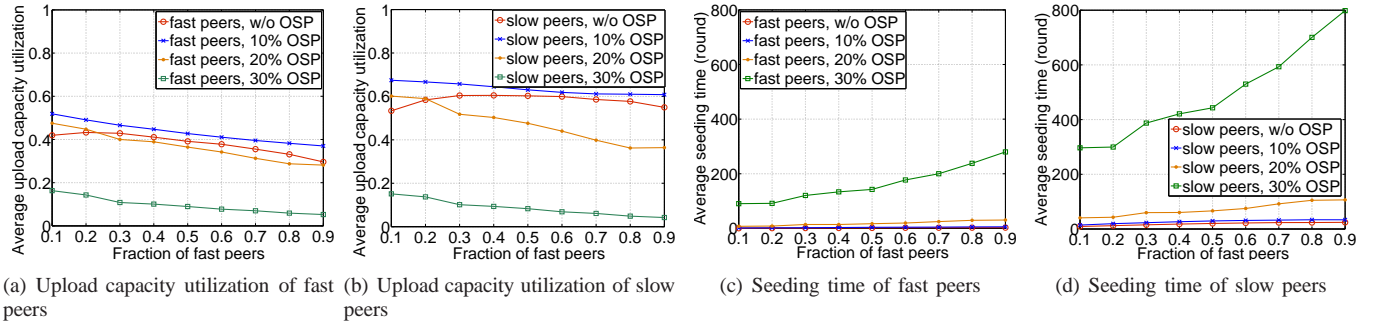 Average upload capacity utilization
1
0.8
0.6
0.4
0.2
0
fast peers, w/o OSP
fast peers, 10% OSP
fast peers, 20% OSP
fast peers, 30% OSP
0.1 0.2 0.3 0.4 0.5 0.6 0.7 0.8 0.9
Fraction of fast peers
(a) Upload capacity utilization of fast
peers
Average upload capacity utilization
1
0.8
0.6
0.4
0.2
0
slow peers, w/o OSP
slow peers, 10% OSP
slow peers, 20% OSP
slow peers, 30% OSP
0.1 0.2 0.3 0.4 0.5 0.6 0.7 0.8 0.9
Fraction of fast peers
(b) Upload capacity utilization of slow
peers
Average seeding time (round)
800
600
400
200
0
fast peers, w/o OSP
fast peers, 10% OSP
fast peers, 20% OSP
fast peers, 30% OSP
0.1 0.2 0.3 0.4 0.5 0.6 0.7 0.8 0.9
Fraction of fast peers
(c) Seeding time of fast peers
Average seeding time (round)
800
600
400
200
0
slow peers, w/o OSP
slow peers, 10% OSP
slow peers, 20% OSP
slow peers, 30% OSP
0.1 0.2 0.3 0.4 0.5 0.6 0.7 0.8 0.9
Fraction of fast peers
(d) Seeding time of slow peers